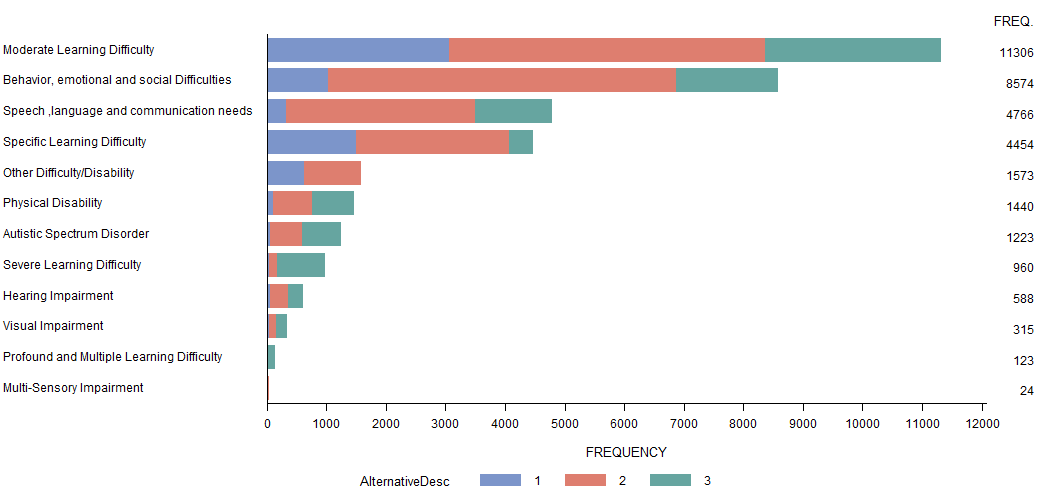 FREQ.
Moderate Learning Difficulty 11306
Behavior, emotional and social Difficulties 8574
Speech ,language and communication needs 4766
Specific Learning Difficulty 4454
Other Difficulty/Disability 1573
Physical Disability 1440
Autistic Spectrum Disorder 1223
Severe Learning Difficulty 960
Hearing Impairment 588
Visual Impairment 315
Profound and Multiple Learning Difficulty 123
Multi-Sensory Impairment 24
0 1000 2000 3000 4000 5000 6000 7000 8000 9000 10000 11000 12000
FREQUENCY
AlternativeDesc 1 2 3